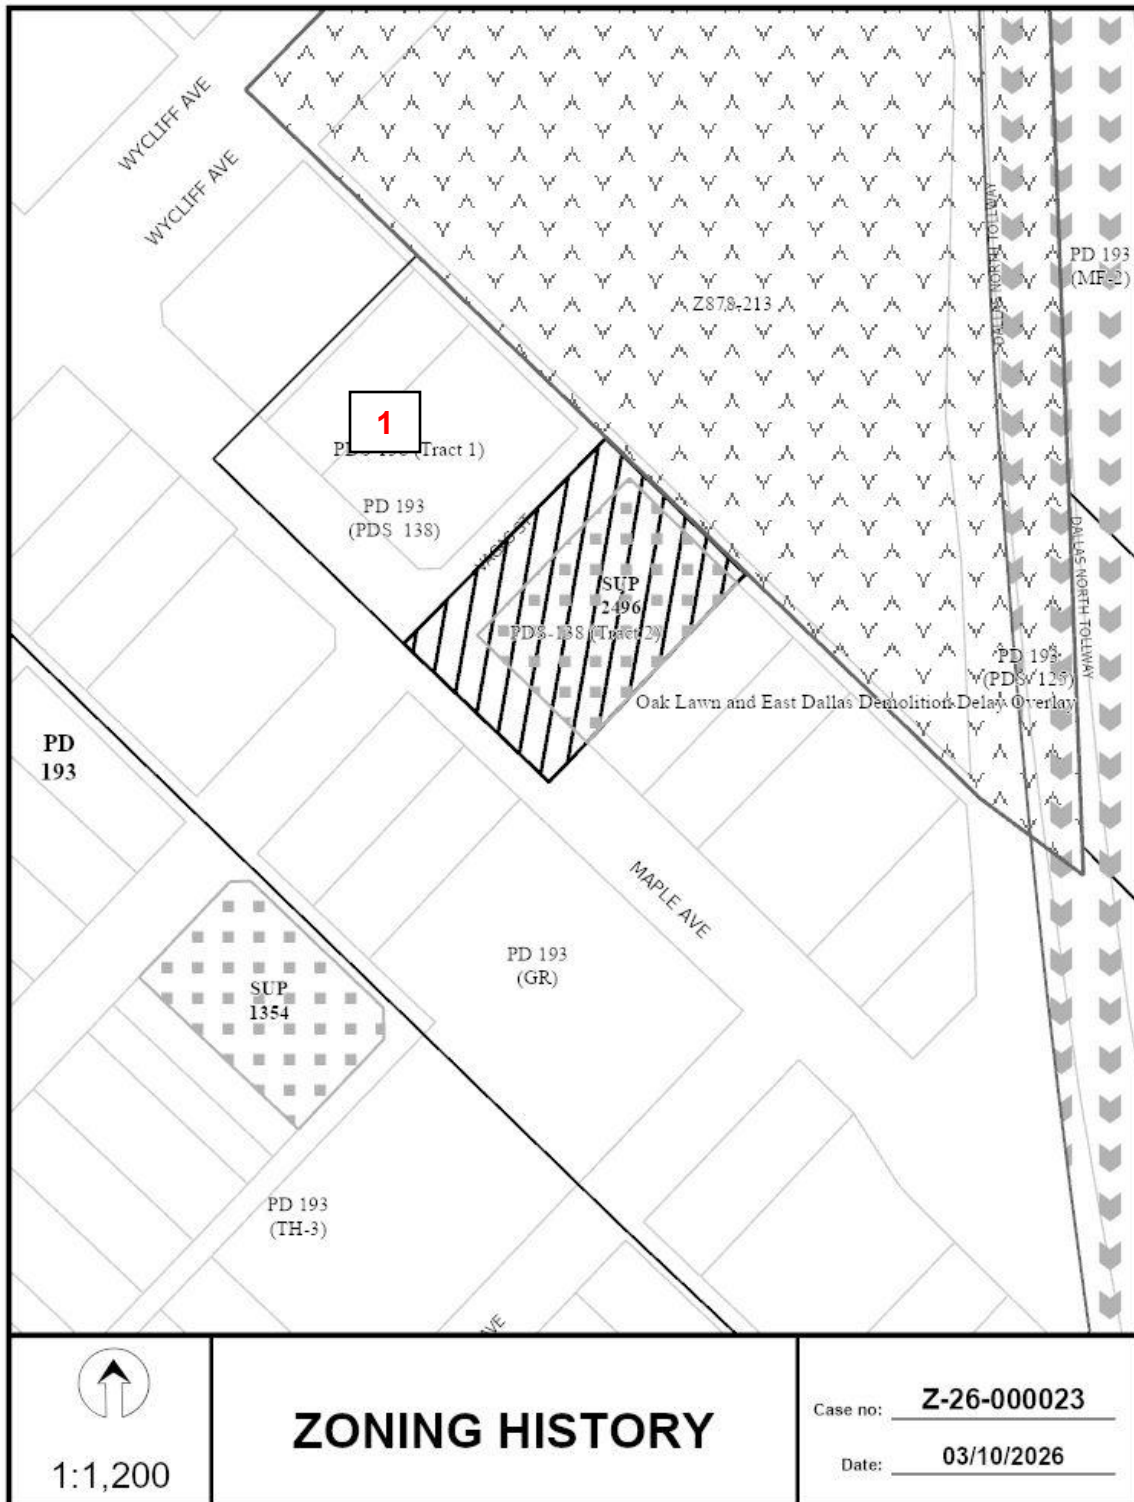 WYCLIFF AVE
WYCLIFF AVE
PD 193
(MF-2)
DALLAS NORTH TOLLWAY
Z878-213
1
(Tract 1)
PD 193
(PDS 138)
SUP
2496
PDS-138 (Tract 2)
DALLAS NORTH TOLLWAY
PD 193
(PDS 125)
Oak Lawn and East Dallas Demolition Delay Overlay
PD
193
MAPLE AVE
PD 193
(GR)
SUP
1354
PD 193
(TH-3)
AVE
1:1,200
ZONING HISTORY
Case no: Z-26-000023
Date: 03/10/2026